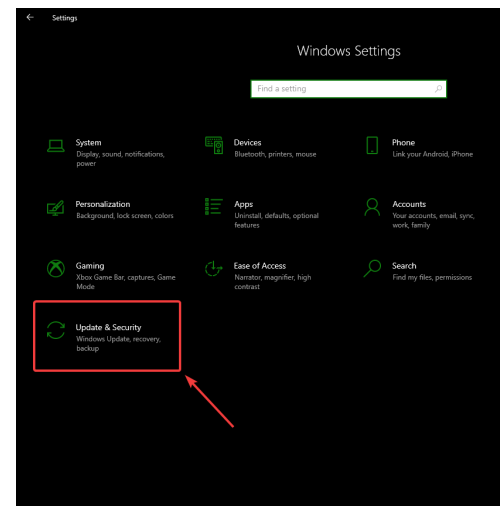 Settings
Windows Settings
Find a setting
System
Display, sound, notifications,
power
Devices
Bluetooth, printers, mouse
Phone
Link your Android, iPhone
Personalization
Background, lock screen, colors
Apps
Uninstall, defaults, optional
features
Accounts
Your accounts, email, sync,
work, family
Gaming
Xbox Game Bar, captures, Game
Mode
Ease of Access
Narrator, magnifier, high
contrast
Search
Find my files, permissions
Update & Security
Windows Update, recovery,
backup